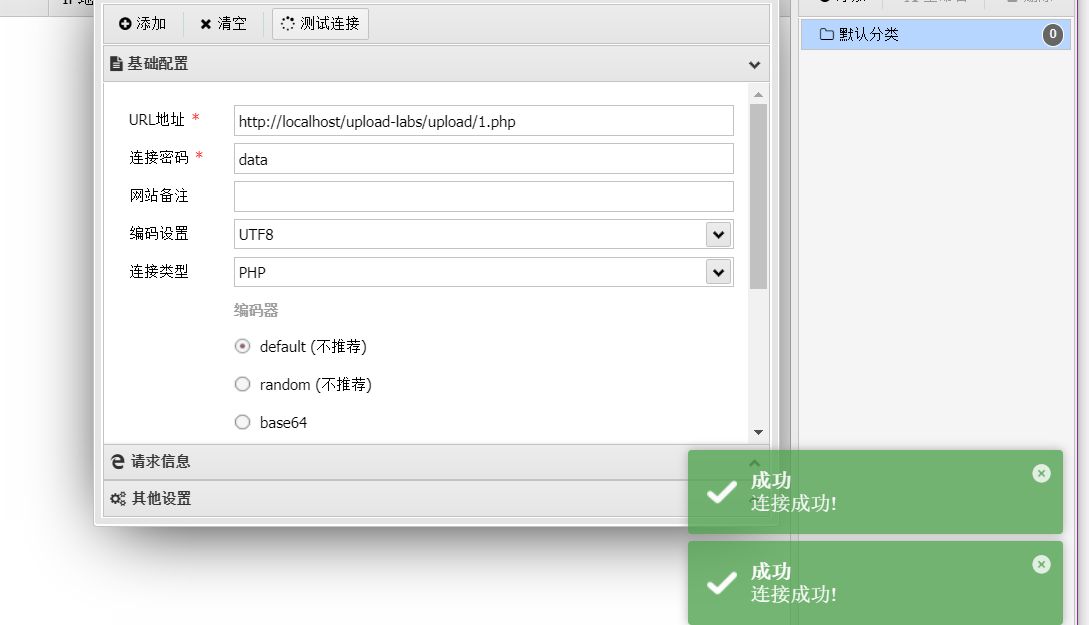 添加 清空 测试连接
基础配置
URL地址 * http://localhost/upload-labs/upload/1.php
连接密码 * data
网站备注
编码设置 UTF8
连接类型 PHP
编码器
default (不推荐)
random (不推荐)
base64
请求信息
其他设置
默认分类 0
成功
连接成功!
成功
连接成功!